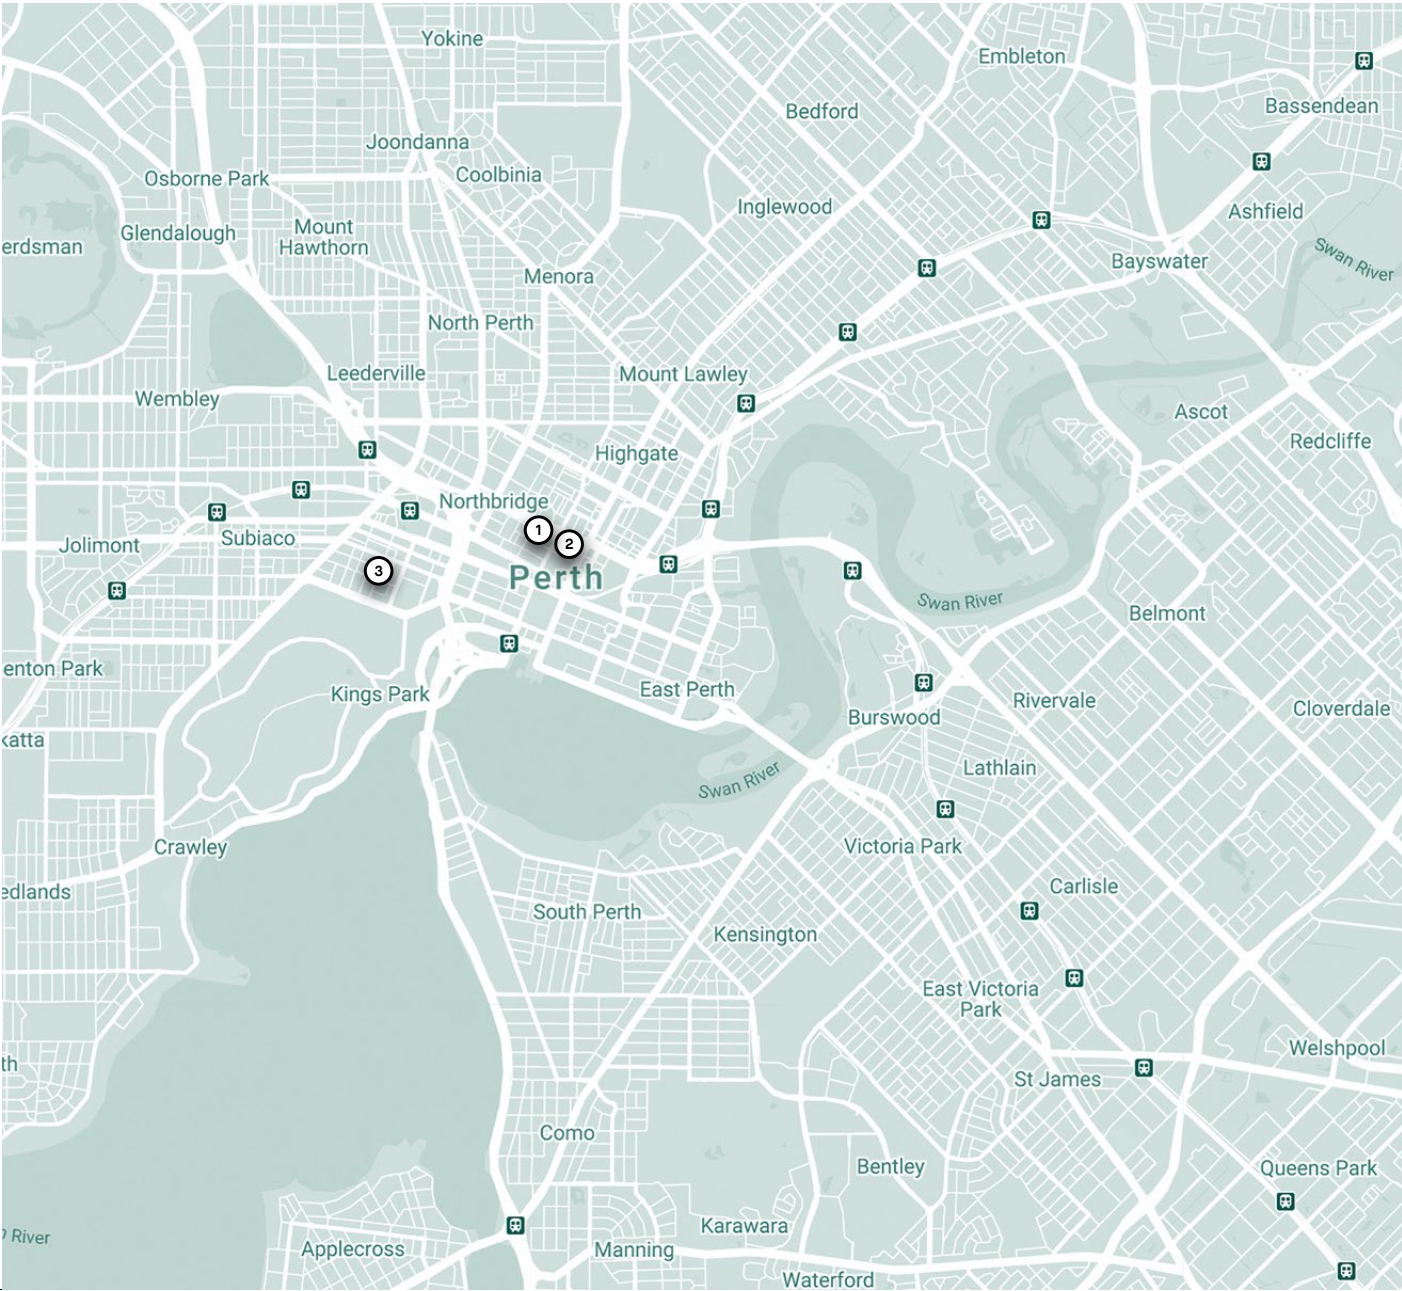 Yokine
Embleton
Bassendean
Bedford
Joondanna
Coolbinia
Osborne Park
Inglewood
Ashfield
Mount
Hawthorn
Glendalough
erdsman
Swan River
Bayswater
Menora
North Perth
Leederville
Mount Lawley
Wembley
Ascot
Redcliffe
Highgate
Northbridge
1
2
Subiaco
Jolimont
3
Perth
Swan River
Belmont
enton Park
Kings Park
East Perth
Rivervale
Cloverdale
Burswood
katta
Lathlain
Swan River
Crawley
Victoria Park
edlands
Carlisle
South Perth
Kensington
East Victoria
Park
Welshpool
th
St James
Como
Bentley
Queens Park
Karawara
n River
Applecross
Manning
Waterford